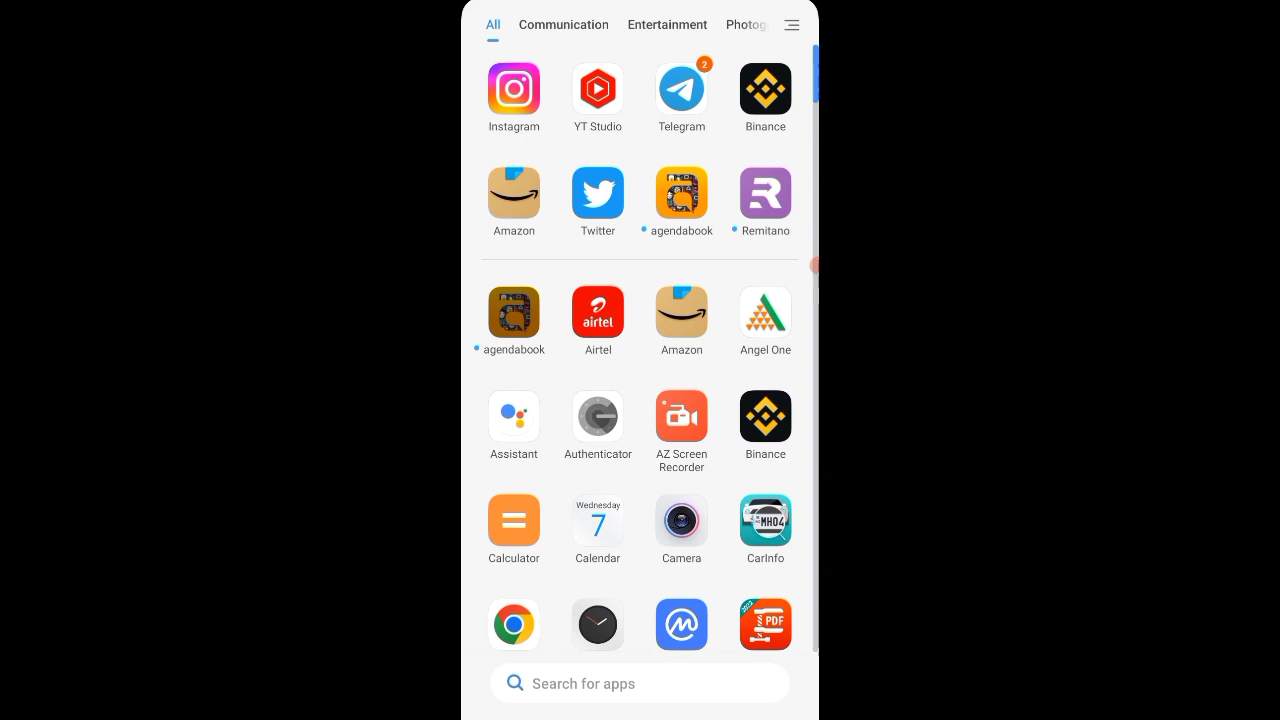 All Communication Entertainment Photog
2
Instagram YT Studio Telegram Binance
Amazon Twitter agendabook Remitano
airtel
agendabook Airtel Amazon Angel One
Assistant Authenticator AZ Screen Recorder Binance
Wednesday
7
MH04
Calculator Calendar Camera CarInfo
2022
PDF
Search for apps